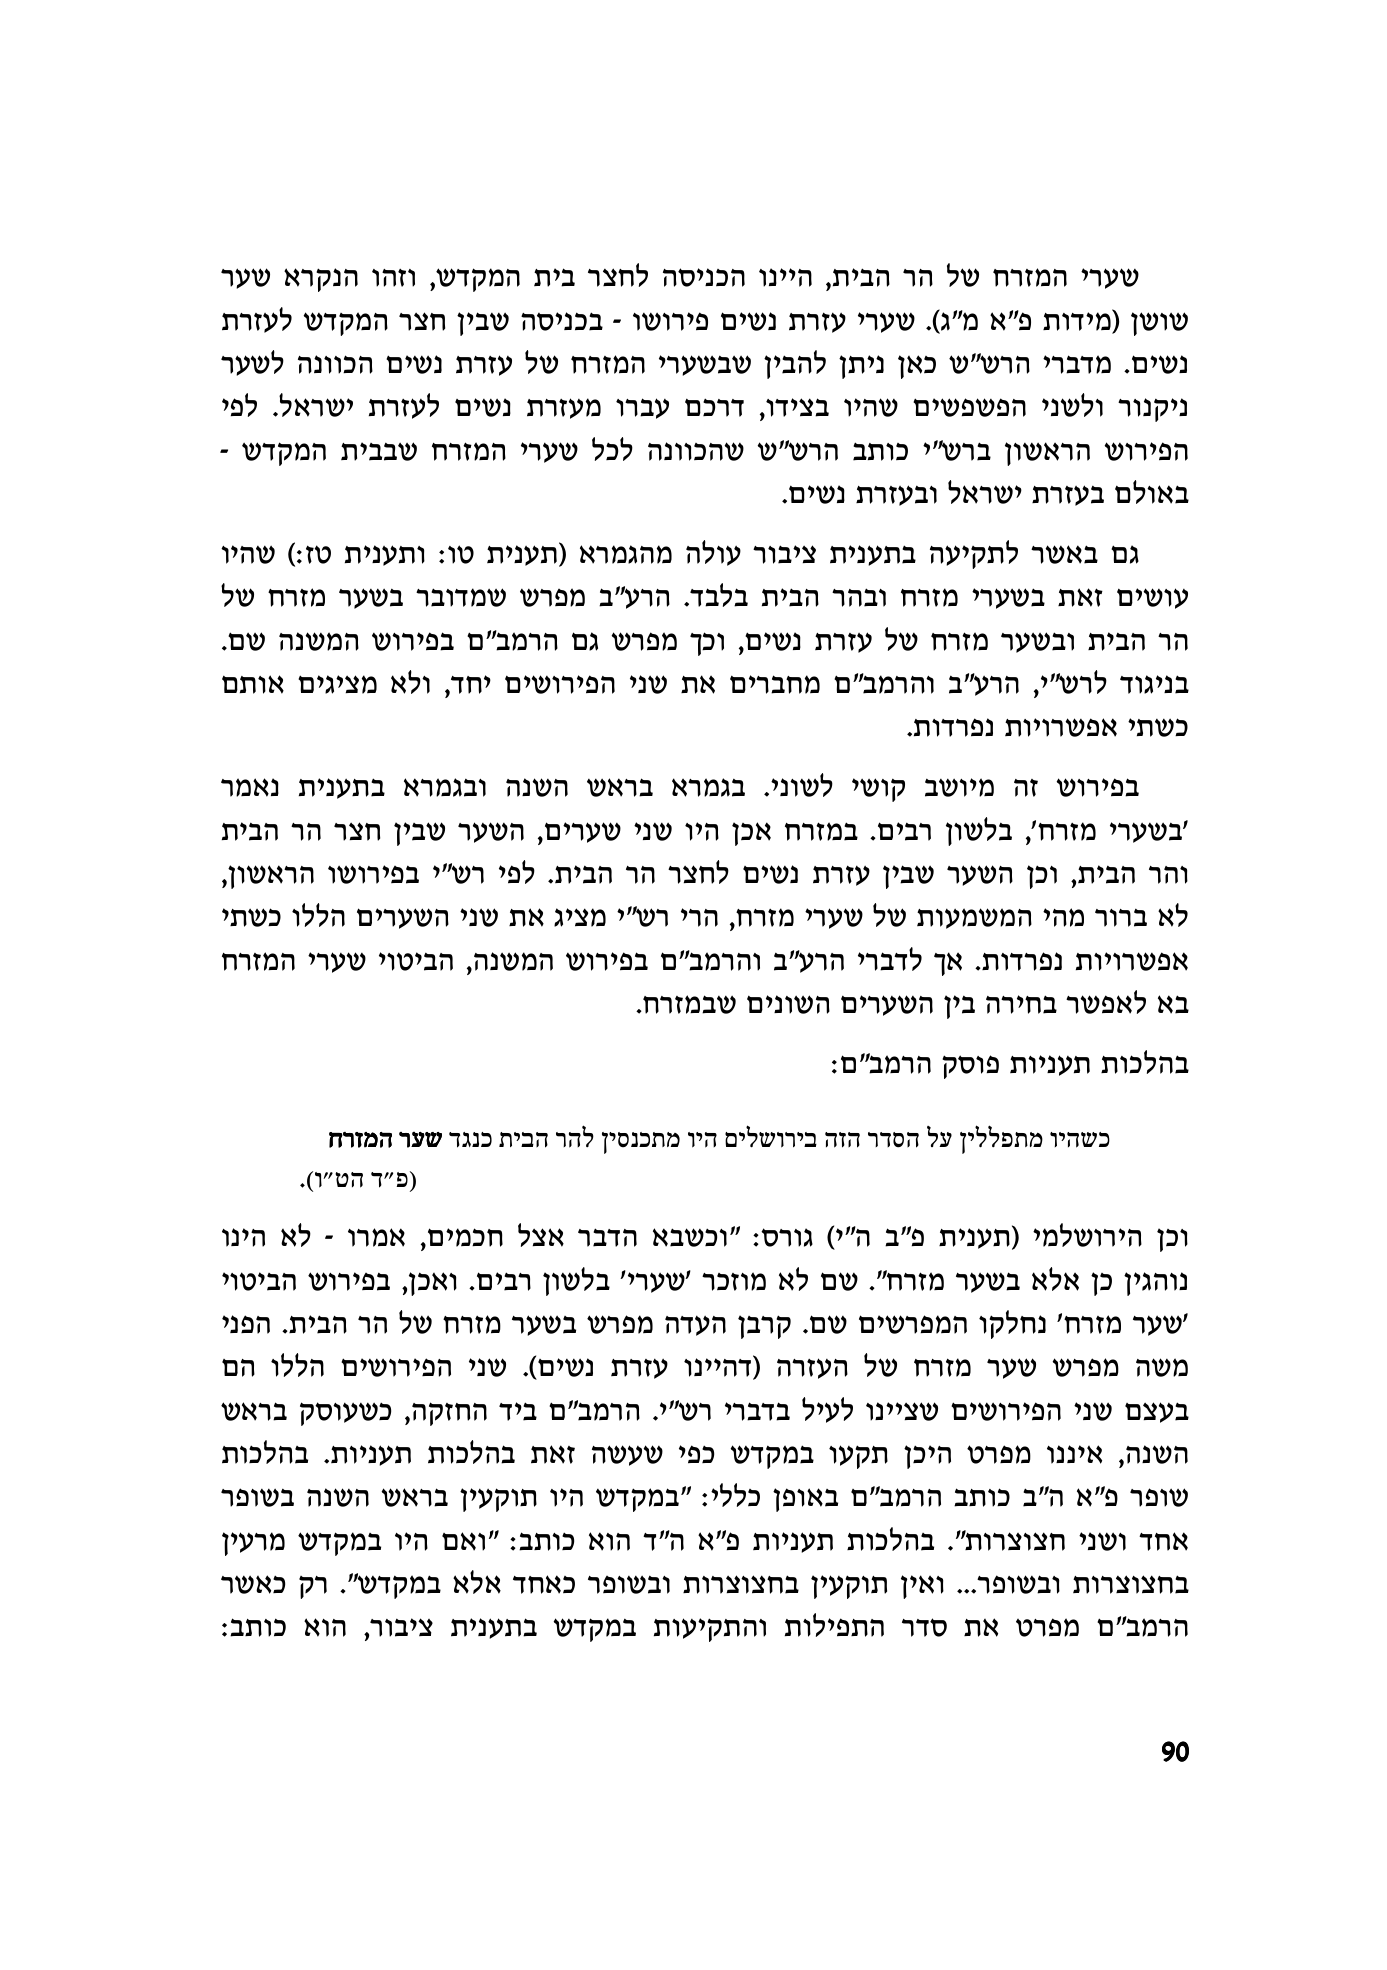 שערי המזרח של הר הבית, היינו הכניסה לחצר בית המקדש, וזהו הנקרא שער
שושן (מידות פ"א מ"ג). שערי עזרת נשים פירושו - בכניסה שבין חצר המקדש לעזרת
נשים. מדברי הרש"ש כאן ניתן להבין שבשערי המזרח של עזרת נשים הכוונה לשער
ניקנור ולשני הפשפשים שהיו בצידו, דרכם עברו מעזרת נשים לעזרת ישראל. לפי
הפירוש הראשון ברש"י כותב הרש"ש שהכוונה לכל שערי המזרח שבבית המקדש -
באולם בעזרת ישראל ובעזרת נשים.
גם באשר לתקיעה בתענית ציבור עולה מהגמרא (תענית טו: ותענית טז:) שהיו
עושים זאת בשערי מזרח ובהר הבית בלבד. הרע"ב מפרש שמדובר בשער מזרח של
הר הבית ובשער מזרח של עזרת נשים, וכך מפרש גם הרמב"ם בפירוש המשנה שם.
בניגוד לרש"י, הרע"ב והרמב"ם מחברים את שני הפירושים יחד, ולא מציגים אותם
כשתי אפשרויות נפרדות.
בפירוש זה מיושב קושי לשוני. בגמרא בראש השנה ובגמרא בתענית נאמר
'בשערי מזרח', בלשון רבים. במזרח אכן היו שני שערים, השער שבין חצר הר הבית
והר הבית, וכן השער שבין עזרת נשים לחצר הר הבית. לפי רש"י בפירושו הראשון,
לא ברור מהי המשמעות של שערי מזרח, הרי רש"י מציג את שני השערים הללו כשתי
אפשרויות נפרדות. אך לדברי הרע"ב והרמב"ם בפירוש המשנה, הביטוי שערי המזרח
בא לאפשר בחירה בין השערים השונים שבמזרח.
בהלכות תעניות פוסק הרמב"ם:
כשהיו מתפללין על הסדר הזה בירושלים היו מתכנסין להר הבית כנגד שער המזרח
(פ"ד הט"ו).
וכן הירושלמי (תענית פ"ב ה"י) גורס: "וכשבא הדבר אצל חכמים, אמרו - לא הינו
נוהגין כן אלא בשער מזרח". שם לא מוזכר 'שערי' בלשון רבים. ואכן, בפירוש הביטוי
'שער מזרח' נחלקו המפרשים שם. קרבן העדה מפרש בשער מזרח של הר הבית. הפני
משה מפרש שער מזרח של העזרה (דהיינו עזרת נשים). שני הפירושים הללו הם
בעצם שני הפירושים שציינו לעיל בדברי רש"י. הרמב"ם ביד החזקה, כשעוסק בראש
השנה, איננו מפרט היכן תקעו במקדש כפי שעשה זאת בהלכות תעניות. בהלכות
שופר פ"א ה"ב כותב הרמב"ם באופן כללי: "במקדש היו תוקעין בראש השנה בשופר
אחד ושני חצוצרות". בהלכות תעניות פ"א ה"ד הוא כותב: "ואם היו במקדש מרעין
בחצוצרות ובשופר... ואין תוקעין בחצוצרות ובשופר כאחד אלא במקדש". רק כאשר
הרמב"ם מפרט את סדר התפילות והתקיעות במקדש בתענית ציבור, הוא כותב:
90